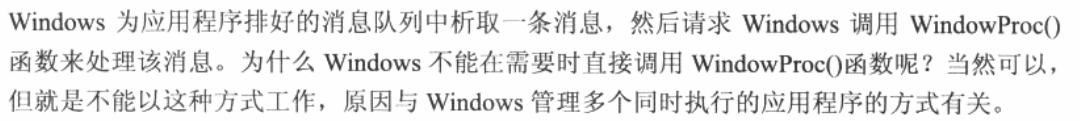 Windows 为应用程序排好的消息队列中析取一条消息，然后请求 Windows 调用 WindowProc()
函数来处理该消息。为什么 Windows 不能在需要时直接调用 WindowProc()函数呢？当然可以，
但就是不能以这种方式工作，原因与 Windows 管理多个同时执行的应用程序的方式有关。